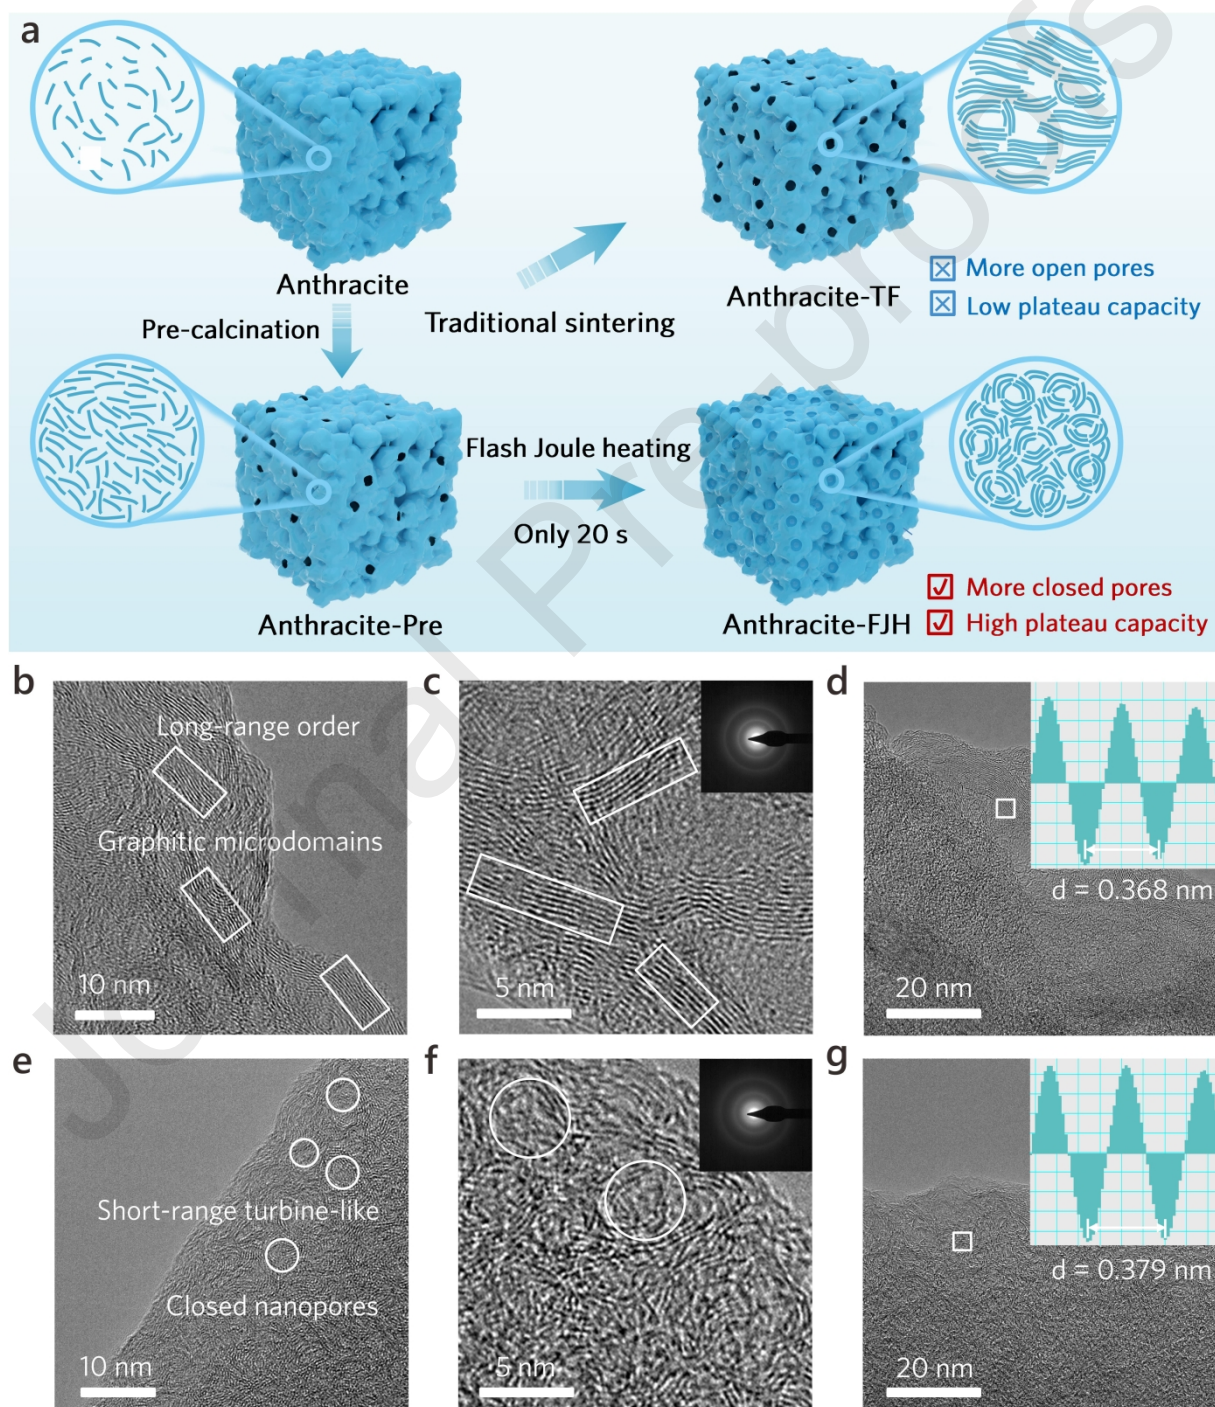 a
Anthracite
Pre-calcination
Traditional sintering
Anthracite-TF
More open pores
Low plateau capacity
Flash Joule heating
Only 20 s
Anthracite-Pre
Anthracite-FJH
More closed pores
High plateau capacity
b
Long-range order
Graphitic microdomains
10 nm
c
5 nm
d
d = 0.368 nm
20 nm
e
Short-range turbine-like
Closed nanopores
10 nm
f
5 nm
g
d = 0.379 nm
20 nm
Journal Pre-proofs